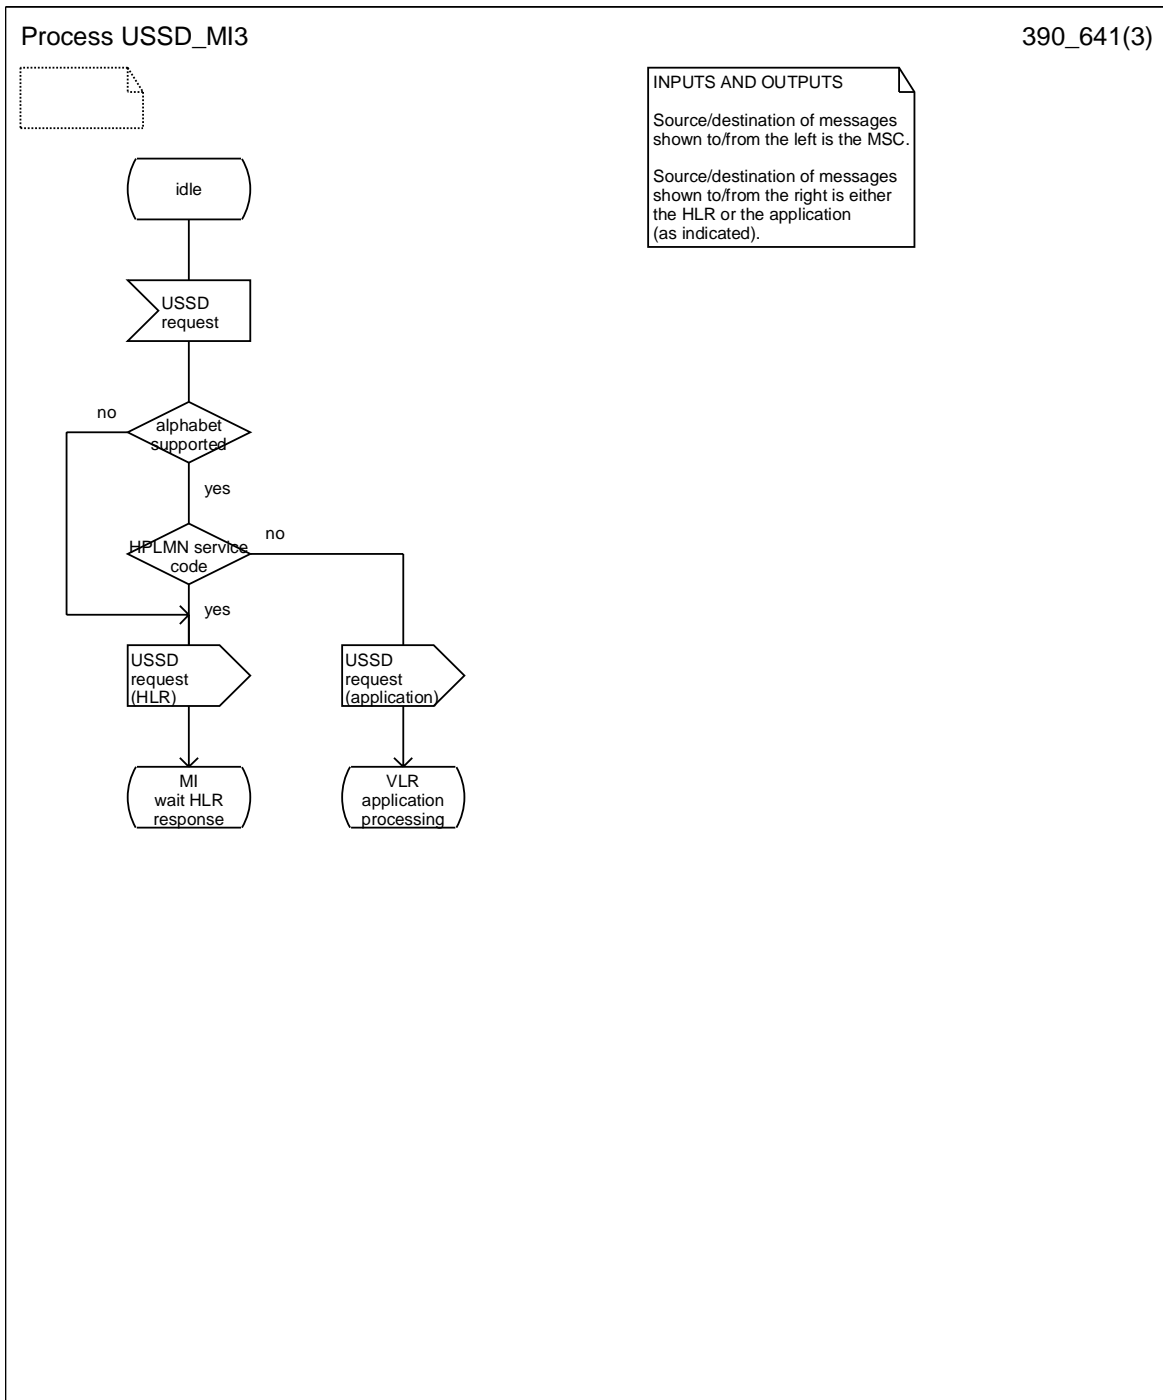 Process USSD_MI3
390_641(3)
INPUTS AND OUTPUTS
Source/destination of messages
shown to/from the left is the MSC.
Source/destination of messages
shown to/from the right is either
the HLR or the application
(as indicated).
idle
USSD
request
no
alphabet
supported
yes
no
HPLMN service
code
yes
USSD
request
(HLR)
USSD
request
(application)
MI
wait HLR
response
VLR
application
processing